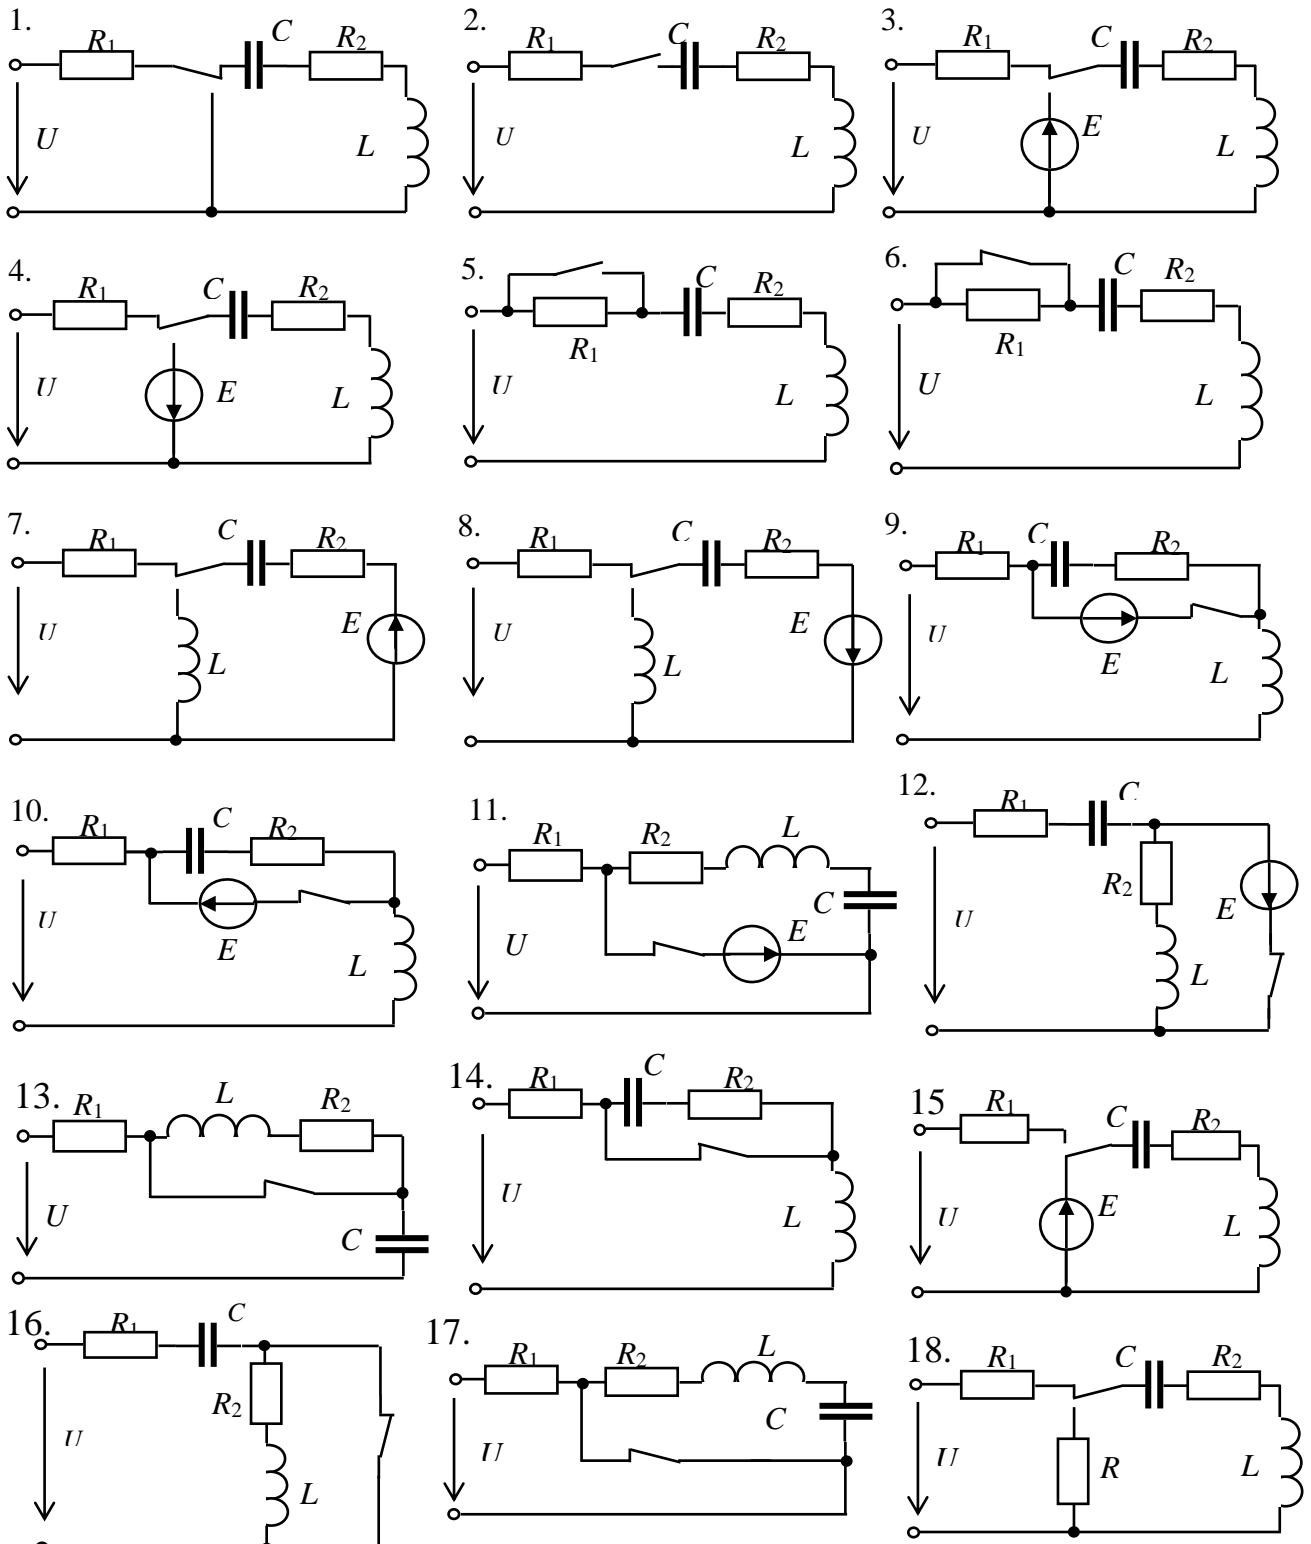 1. R1 C R2
U L
2. R1 C R2
U L
3. R1 C R2
U E L
4. R1 C R2
U E L
5. C R2
R1
U L
6. C R2
R1
U L
7. R1 C R2
U L E
8. R1 C R2
U L E
9. R1 C R2
U E L
10. R1 C R2
U E L
11. R1 R2 L
C E
U
12. R1 C
R2 E
U L
13. R1 L R2
U C
14. R1 C R2
U L
15 R1 C R2
U E L
16. R1 C
R2
U L
17. R1 R2 L
C
U
18. R1 C R2
U R L